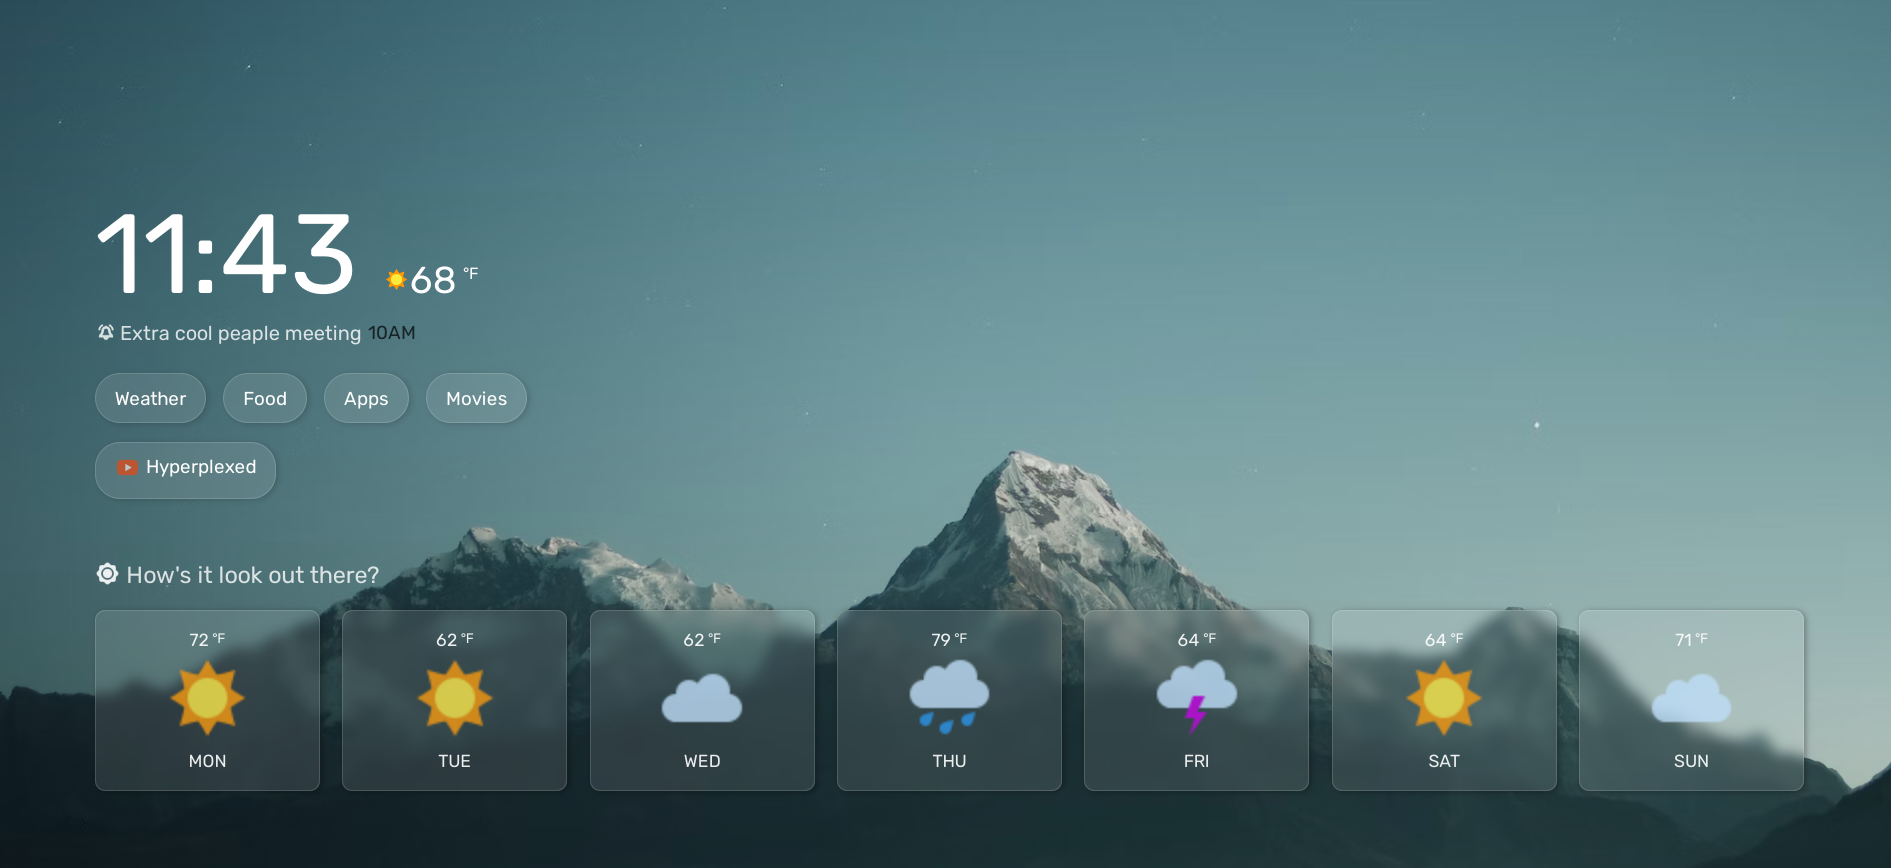 11:43 68 °F
Extra cool peaple meeting 10AM
Weather Food Apps Movies
Hyperplexed
How's it look out there?
72 °F 62 °F 62 °F 79 °F 64 °F 64 °F 71 °F
MON TUE WED THU FRI SAT SUN